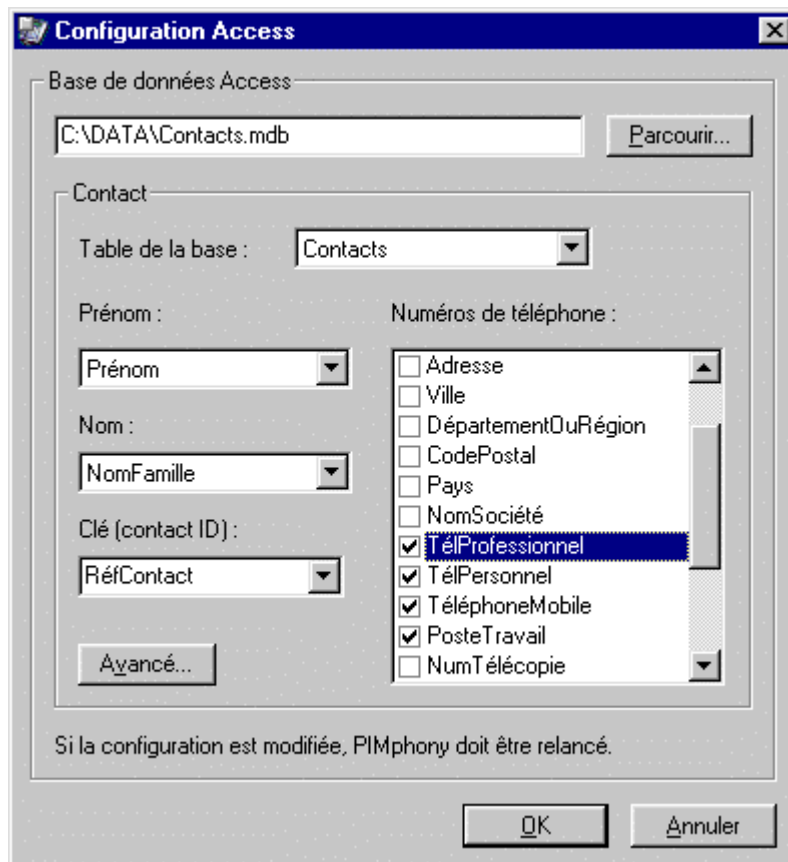 Configuration Access
Base de données Access
C:\DATA\Contacts.mdb
Parcourir...
Contact
Table de la base :
Contacts
Prénom :
Prénom
Nom :
NomFamille
Clé (contact ID) :
RéfContact
Avancé...
Numéros de téléphone :
Adresse
Ville
DépartementOuRégion
CodePostal
Pays
NomSociété
TélProfessionnel
TélPersonnel
TéléphoneMobile
PosteTravail
NumTélécopie
Si la configuration est modifiée, PIMphony doit être relancé.
OK
Annuler